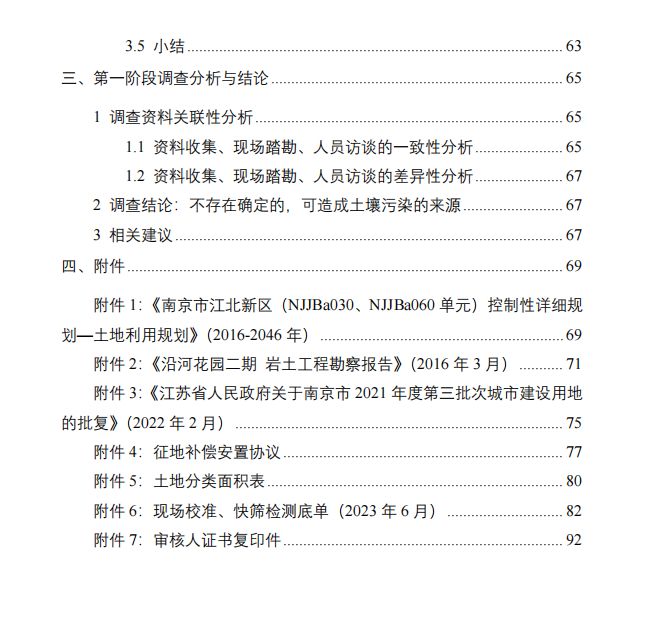 3.5 小结 63
三、第一阶段调查分析与结论 65
1 调查资料关联性分析 65
1.1 资料收集、现场踏勘、人员访谈的一致性分析 65
1.2 资料收集、现场踏勘、人员访谈的差异性分析 67
2 调查结论：不存在确定的，可造成土壤污染的来源 67
3 相关建议 67
四、附件 69
附件 1：《南京市江北新区（NJJBa030、NJJBa060 单元）控制性详细规
划—土地利用规划》（2016-2046 年） 69
附件 2：《沿河花园二期 岩土工程勘察报告》（2016 年 3 月） 71
附件 3：《江苏省人民政府关于南京市 2021 年度第三批次城市建设用地
的批复》（2022 年 2 月） 75
附件 4：征地补偿安置协议 77
附件 5：土地分类面积表 80
附件 6：现场校准、快筛检测底单（2023 年 6 月） 82
附件 7：审核人证书复印件 92